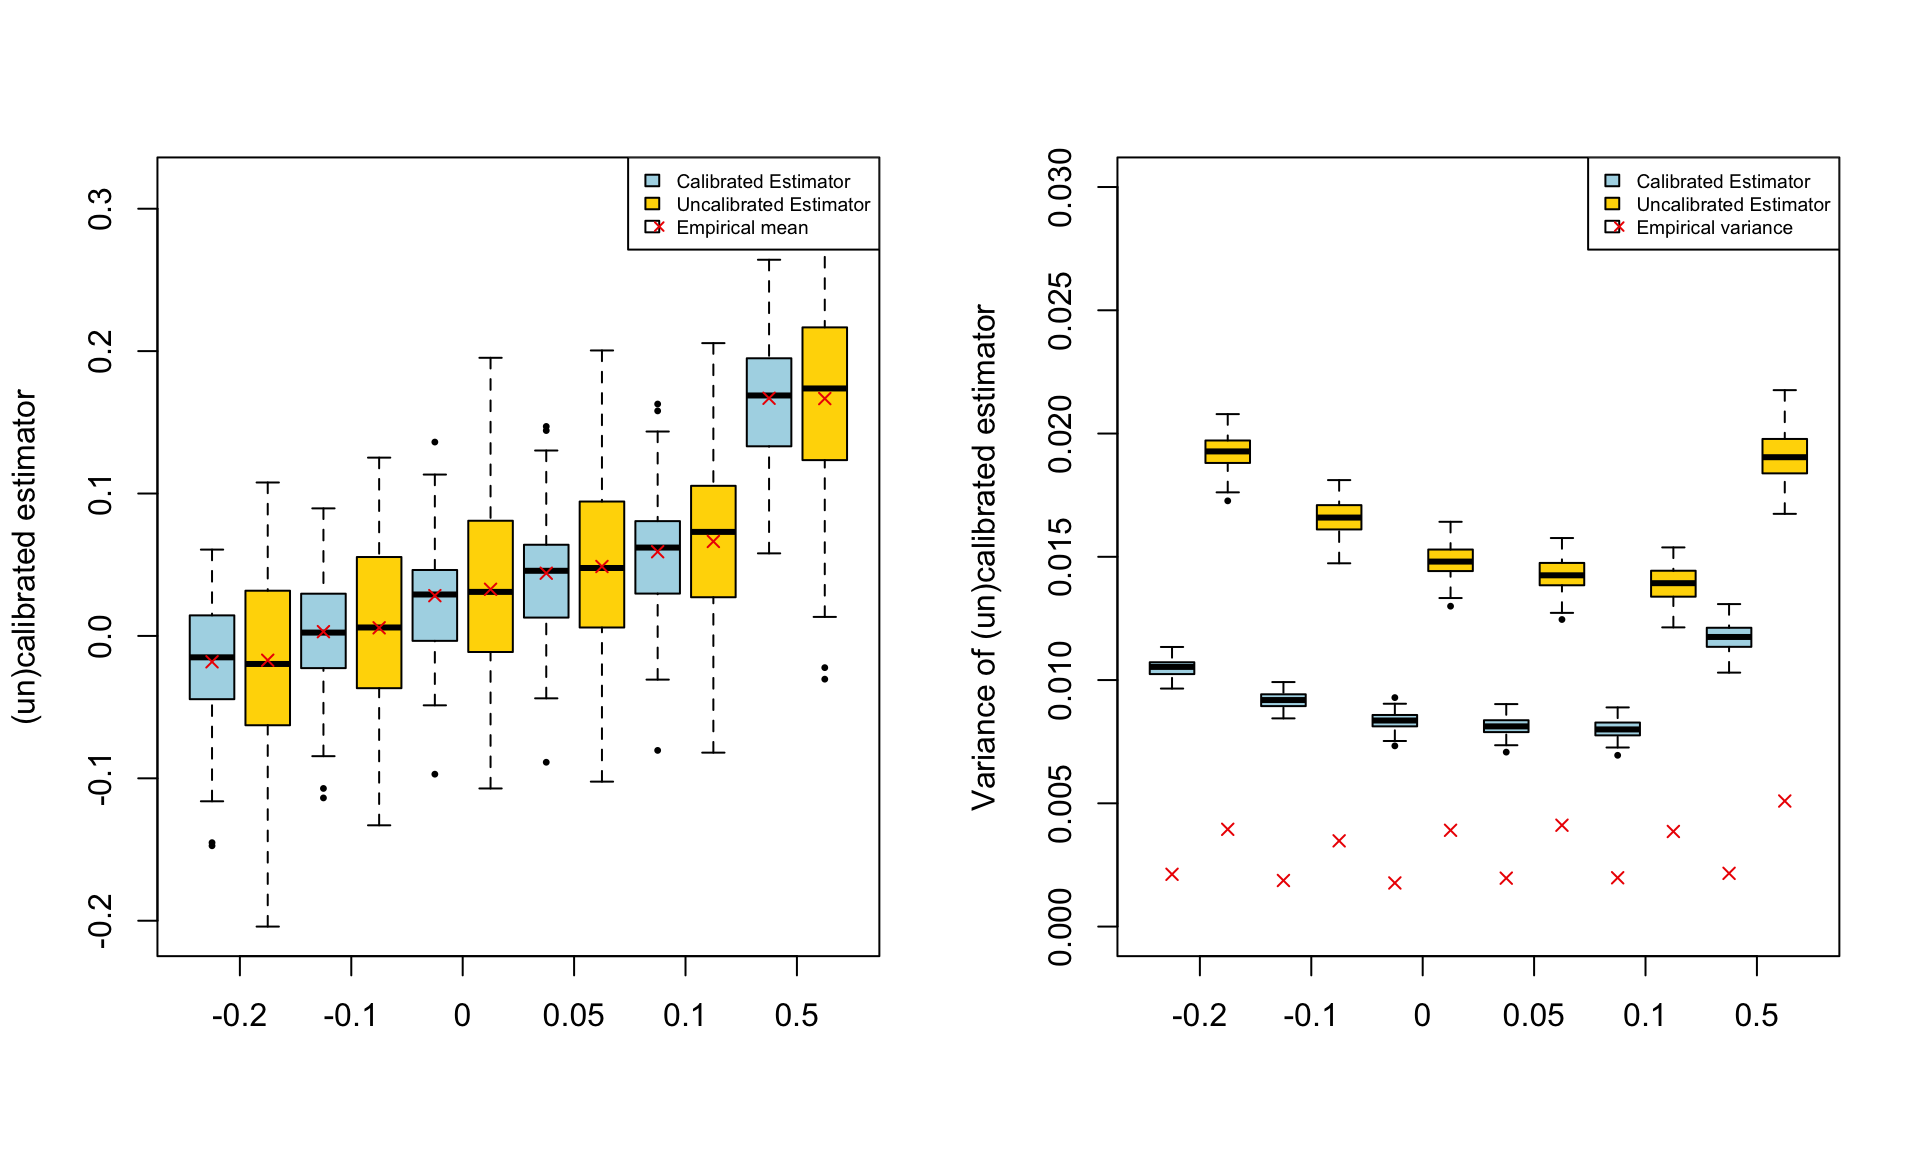 (un)calibrated estimator
0.3
0.2
0.1
0.0
-0.1
-0.2
-0.2 -0.1 0 0.05 0.1 0.5
Calibrated Estimator
Uncalibrated Estimator
Empirical mean
Variance of (un)calibrated estimator
0.030
0.025
0.020
0.015
0.010
0.005
0.000
-0.2 -0.1 0 0.05 0.1 0.5
Calibrated Estimator
Uncalibrated Estimator
Empirical variance